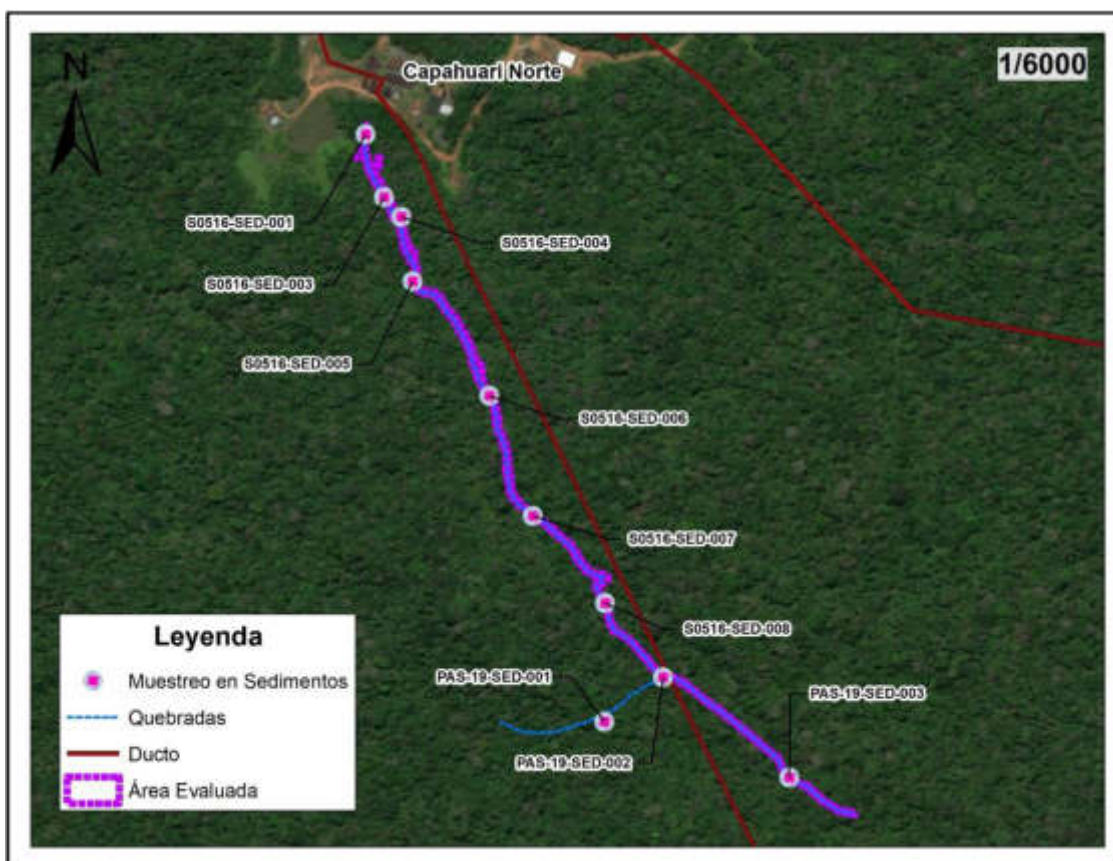 Capahuari Norte
1/6000
N
S0516-SED-001
S0516-SED-004
S0516-SED-003
S0516-SED-005
S0516-SED-006
S0516-SED-007
S0516-SED-008
PAS-19-SED-001
PAS-19-SED-003
PAS-19-SED-002
Leyenda
Muestreo en Sedimentos
Quebradas
Ducto
Área Evaluada